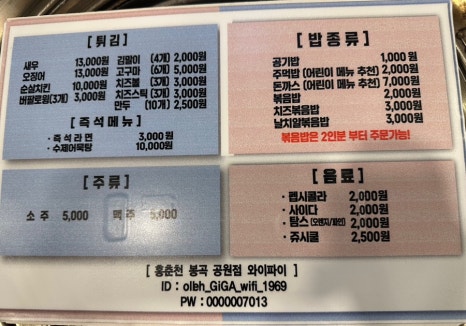 [ 튀김 ]
새우 13,000원 김말이 (4개) 2,000원
오징어 13,000원 고구마 (6개) 5,000원
순살치킨 10,000원 치즈볼 (3개) 3,000원
버팔로윙(3개) 3,000원 치즈스틱 (3개) 3,000원
만두 (10개) 2,500원
[ 즉석메뉴 ]
· 즉석라면 3,000원
· 수제어묵탕 10,000원
[ 밥종류 ]
공기밥 1,000원
주먹밥 (어린이 메뉴 추천) 2,000원
돈까스 (어린이 메뉴 추천) 7,000원
볶음밥 2,000원
치즈볶음밥 3,000원
날치알볶음밥 3,000원
볶음밥은 2인분 부터 주문가능!
[ 주류 ]
소주 5,000 맥주 5,000
[ 음료 ]
· 펩시콜라 2,000원
· 사이다 2,000원
· 탐스 (오렌지/파인) 2,000원
· 쥬시쿨 2,500원
[ 홍춘천 봉곡 공원점 와이파이 ]
ID : olleh_GiGA_wifi_1969
PW : 0000007013